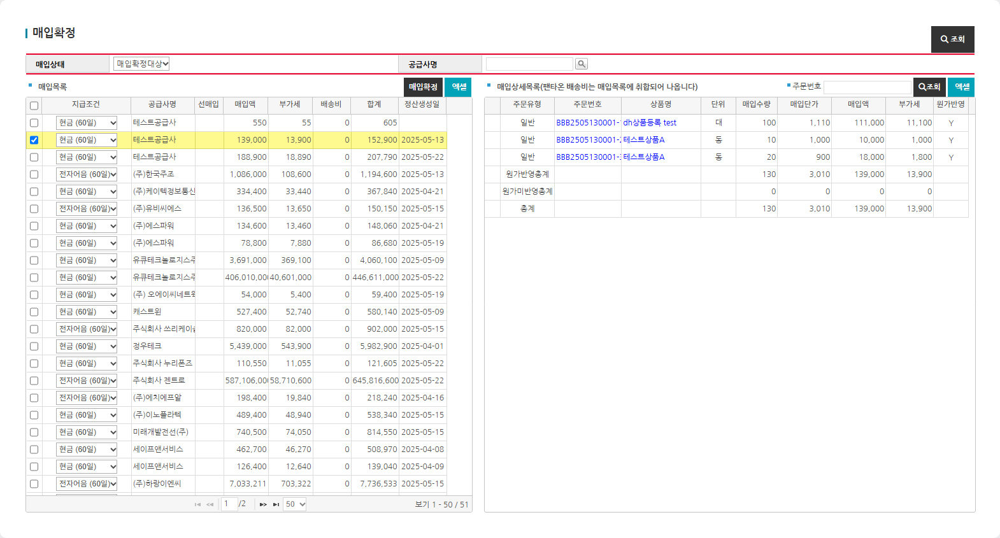 매입확정
조회
매입상태 매입확정대상 공급사명
매입목록 매입확정 엑셀
지급조건 공급사명 선매입 매입액 부가세 배송비 합계 정산생성일
현금 (60일) 테스트공급사 550 55 0 605
현금 (60일) 테스트공급사 139,000 13,900 0 152,900 2025-05-13
현금 (60일) 테스트공급사 188,900 18,890 0 207,790 2025-05-22
전자어음 (60일) (주)한국주조 1,086,000 108,600 0 1,194,600 2025-05-13
현금 (60일) (주)케이텍정보통신 334,400 33,440 0 367,840 2025-04-21
전자어음 (60일) (주)유비씨에스 136,500 13,650 0 150,150 2025-05-15
현금 (60일) (주)에스파워 134,600 13,460 0 148,060 2025-04-21
현금 (60일) (주)에스파워 78,800 7,880 0 86,680 2025-05-19
현금 (60일) 유큐테크놀로지스주 3,691,000 369,100 0 4,060,100 2025-05-09
현금 (60일) 유큐테크놀로지스주 406,010,00 40,601,000 0 446,611,000 2025-05-22
현금 (60일) (주) 오에이씨네트웍 54,000 5,400 0 59,400 2025-05-19
현금 (60일) 캐스트윈 527,400 52,740 0 580,140 2025-05-09
전자어음 (60일) 주식회사 쓰리케이 820,000 82,000 0 902,000 2025-05-15
현금 (60일) 정우테크 5,439,000 543,900 0 5,982,900 2025-04-01
현금 (60일) 주식회사 누리폰즈 110,550 11,055 0 121,605 2025-05-22
전자어음 (60일) 주식회사 젠트로 587,106,00 58,710,600 0 645,816,600 2025-05-22
전자어음 (60일) (주)에치에프알 198,400 19,840 0 218,240 2025-04-16
현금 (60일) (주)이노플라텍 489,400 48,940 0 538,340 2025-05-15
현금 (60일) 미래개발전선(주) 740,500 74,050 0 814,550 2025-05-15
현금 (60일) 세이프앤서비스 462,700 46,270 0 508,970 2025-04-08
현금 (60일) 세이프앤서비스 126,400 12,640 0 139,040 2025-04-09
전자어음 (60일) (주)하랑이엔씨 7,033,211 703,322 0 7,736,533 2025-05-15
1 /2 50 보기 1 - 50 / 51
매입상세목록(팬타온 배송비는 매입목록에 취합되어 나옵니다) 주문번호 조회 엑셀
주문유형 주문번호 상품명 단위 매입수량 매입단가 매입액 부가세 원가반영
일반 BBB2505130001- dh상품등록 test 대 100 1,110 111,000 11,100 Y
일반 BBB2505130001-2 테스트상품A 동 10 1,000 10,000 1,000 Y
일반 BBB2505130001-3 테스트상품A 동 20 900 18,000 1,800 Y
원가반영총계 130 3,010 139,000 13,900
원가미반영총계 0 0 0 0
총계 130 3,010 139,000 13,900